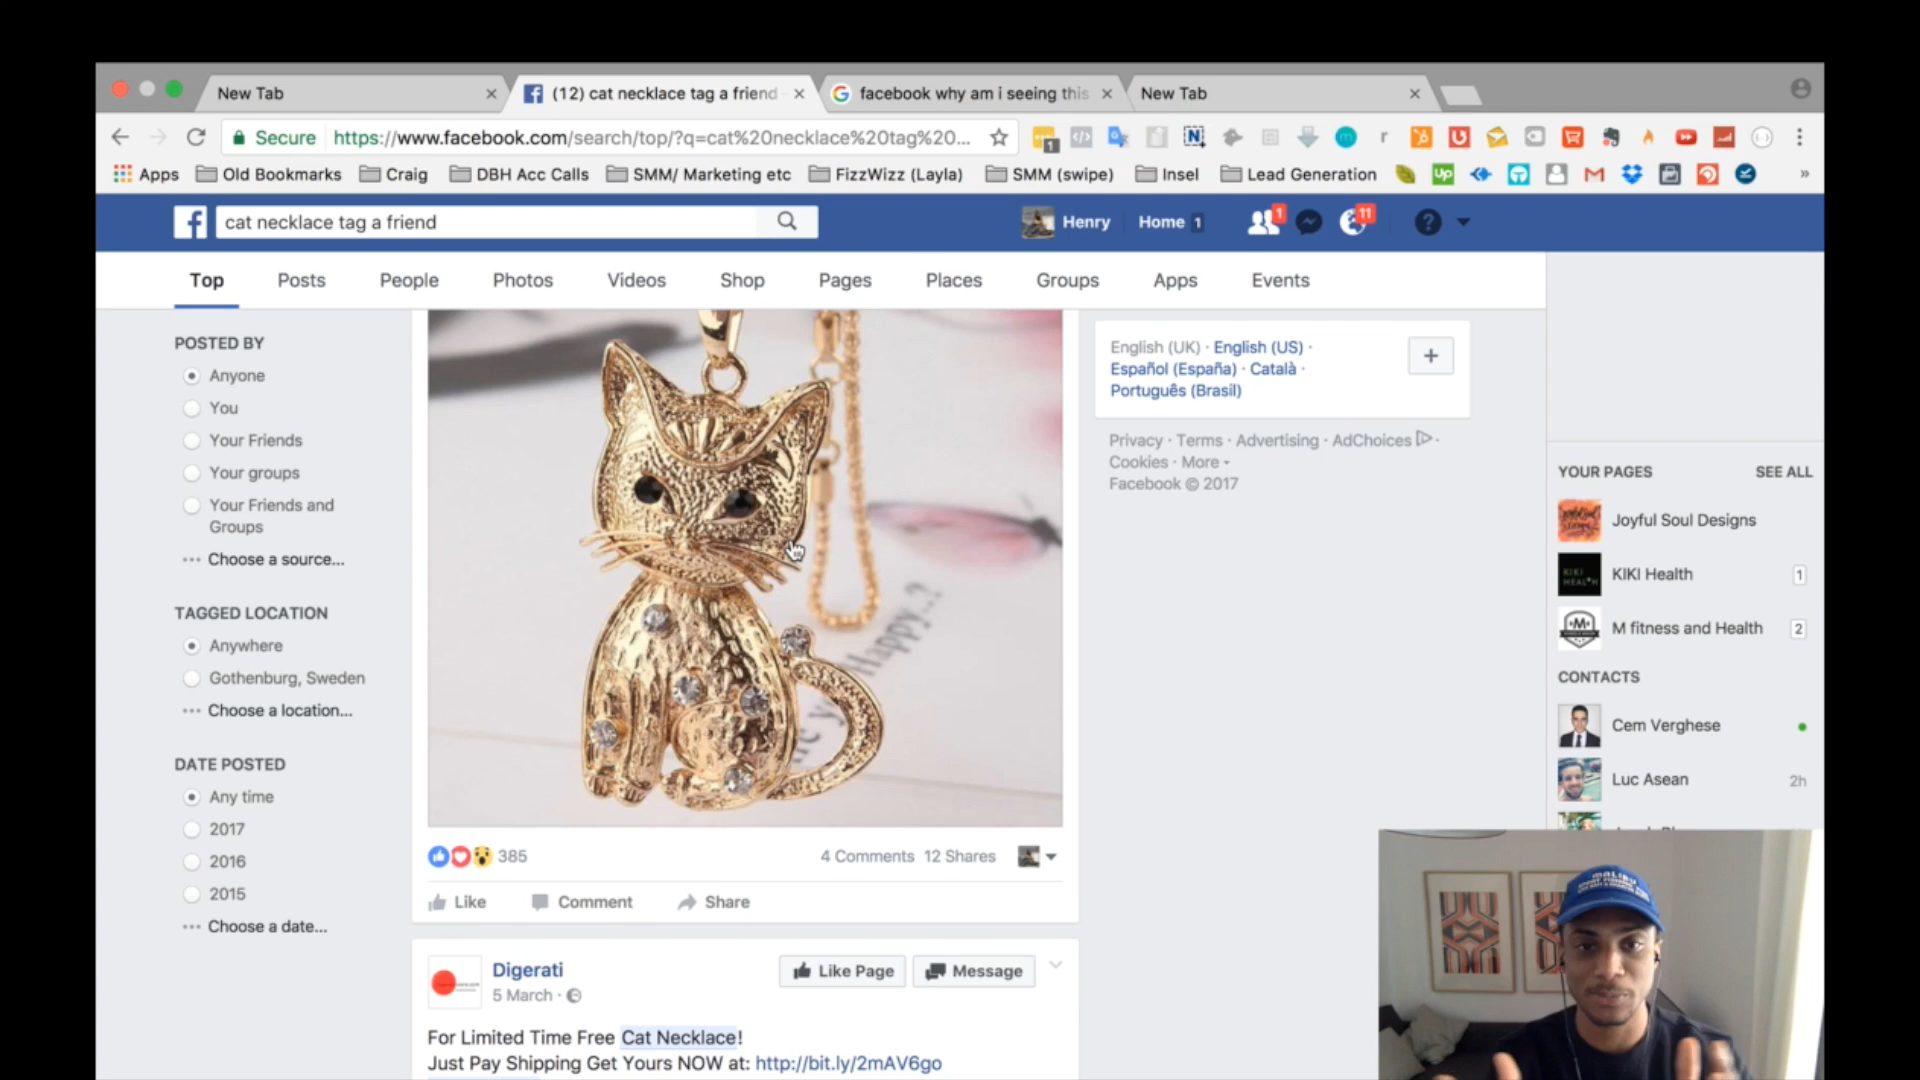 New Tab
(12) cat necklace tag a friend
facebook why am i seeing this
New Tab
Secure https://www.facebook.com/search/top/?q=cat%20necklace%20tag%20...
Apps Old Bookmarks Craig DBH Acc Calls SMM/ Marketing etc FizzWizz (Layla) SMM (swipe) Insel Lead Generation
cat necklace tag a friend
Henry Home 1
1
11
Top Posts People Photos Videos Shop Pages Places Groups Apps Events
POSTED BY
Anyone
You
Your Friends
Your groups
Your Friends and
Groups
Choose a source...
TAGGED LOCATION
Anywhere
Gothenburg, Sweden
Choose a location...
DATE POSTED
Any time
2017
2016
2015
Choose a date...
Happy..?
385
4 Comments 12 Shares
Like Comment Share
Digerati
5 March
Like Page Message
For Limited Time Free Cat Necklace!
Just Pay Shipping Get Yours NOW at: http://bit.ly/2mAV6go
English (UK) · English (US) ·
Español (España) · Català ·
Português (Brasil)
Privacy · Terms · Advertising · AdChoices ·
Cookies · More
Facebook © 2017
YOUR PAGES SEE ALL
Joyful Soul Designs
KIKI Health 1
M fitness and Health 2
CONTACTS
Cem Verghese
Luc Asean 2h
MALIBU